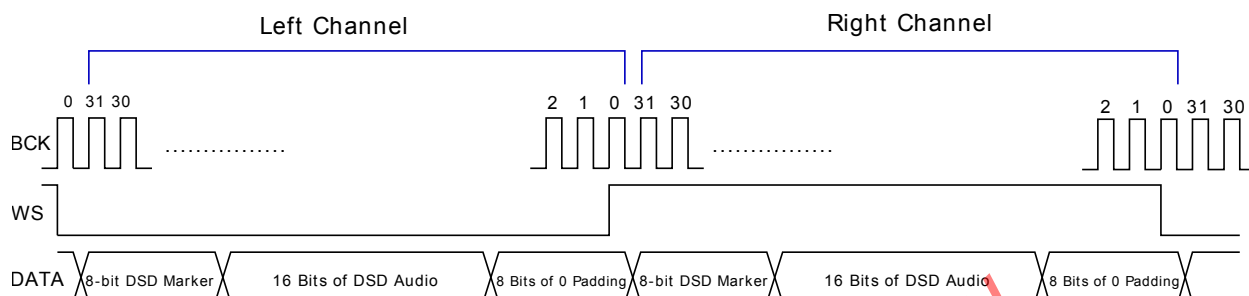 Left Channel Right Channel
0 31 30 2 1 0 31 30 2 1 0 31 30
BCK ................ ................
WS
DATA 8-bit DSD Marker 16 Bits of DSD Audio 8 Bits of 0 Padding 8-bit DSD Marker 16 Bits of DSD Audio 8 Bits of 0 Padding